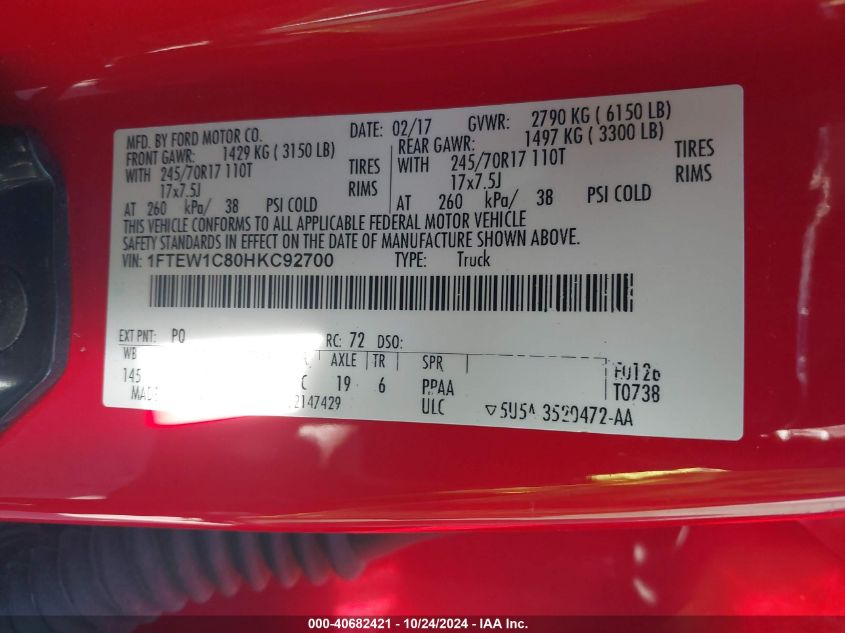 MFD. BY FORD MOTOR CO. DATE: 02/17 GVWR: 2790 KG ( 6150 LB)
FRONT GAWR: 1429 KG ( 3150 LB) REAR GAWR: 1497 KG ( 3300 LB)
WITH 245/70R17 110T TIRES WITH 245/70R17 110T TIRES
17x7.5J RIMS 17x7.5J RIMS
AT 260 kPa/ 38 PSI COLD AT 260 kPa/ 38 PSI COLD
THIS VEHICLE CONFORMS TO ALL APPLICABLE FEDERAL MOTOR VEHICLE
SAFETY STANDARDS IN EFFECT ON THE DATE OF MANUFACTURE SHOWN ABOVE.
VIN: 1FTEW1C80HKC92700 TYPE: Truck
EXT PNT: PQ RC: 72 DSO:
WB AXLE TR SPR
145 C 19 6 PPAA
T0738
ULC ▽5U5A 3520472-AA
2147429
000-40682421 - 10/24/2024 - IAA Inc.